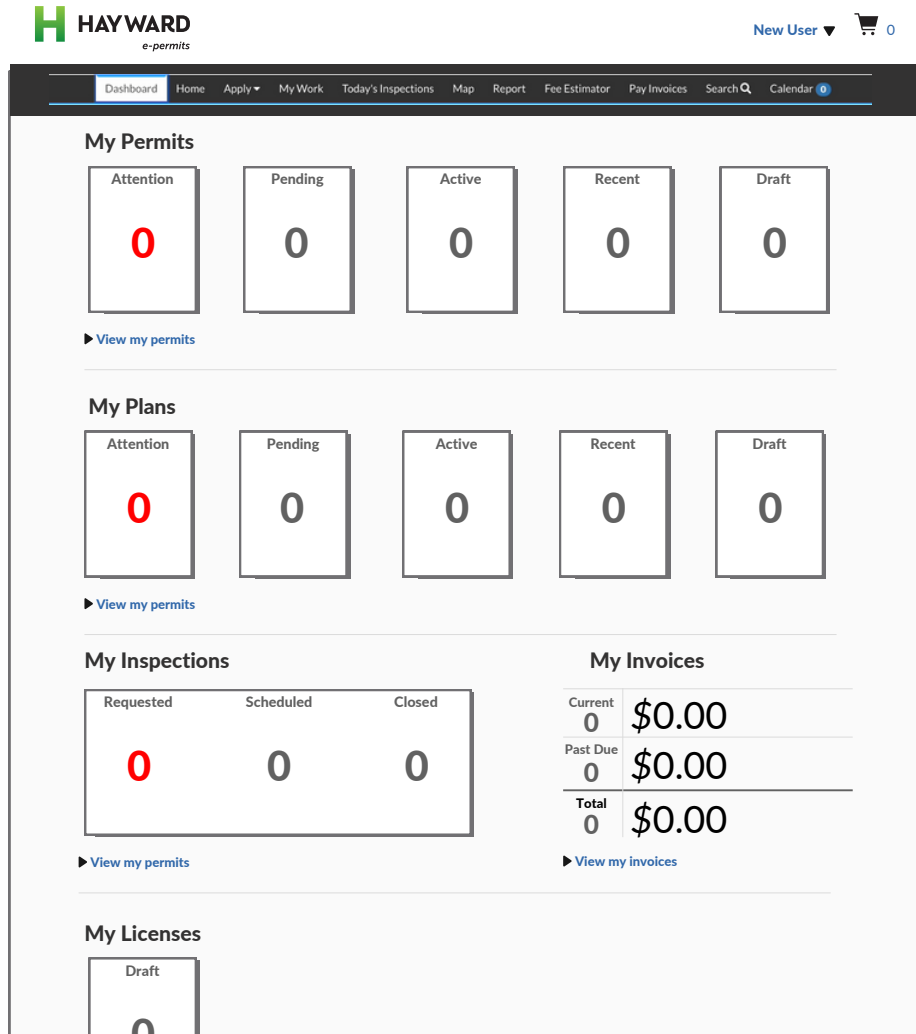 HAYWARD
e-permits
New User
0
Dashboard Home Apply My Work Today's Inspections Map Report Fee Estimator Pay Invoices Search Calendar 0
My Permits
Attention Pending Active Recent Draft
0 0 0 0 0
View my permits
My Plans
Attention Pending Active Recent Draft
0 0 0 0 0
View my permits
My Inspections
Requested Scheduled Closed
0 0 0
View my permits
My Invoices
Current
0 $0.00
Past Due
0 $0.00
Total
0 $0.00
View my invoices
My Licenses
Draft
0